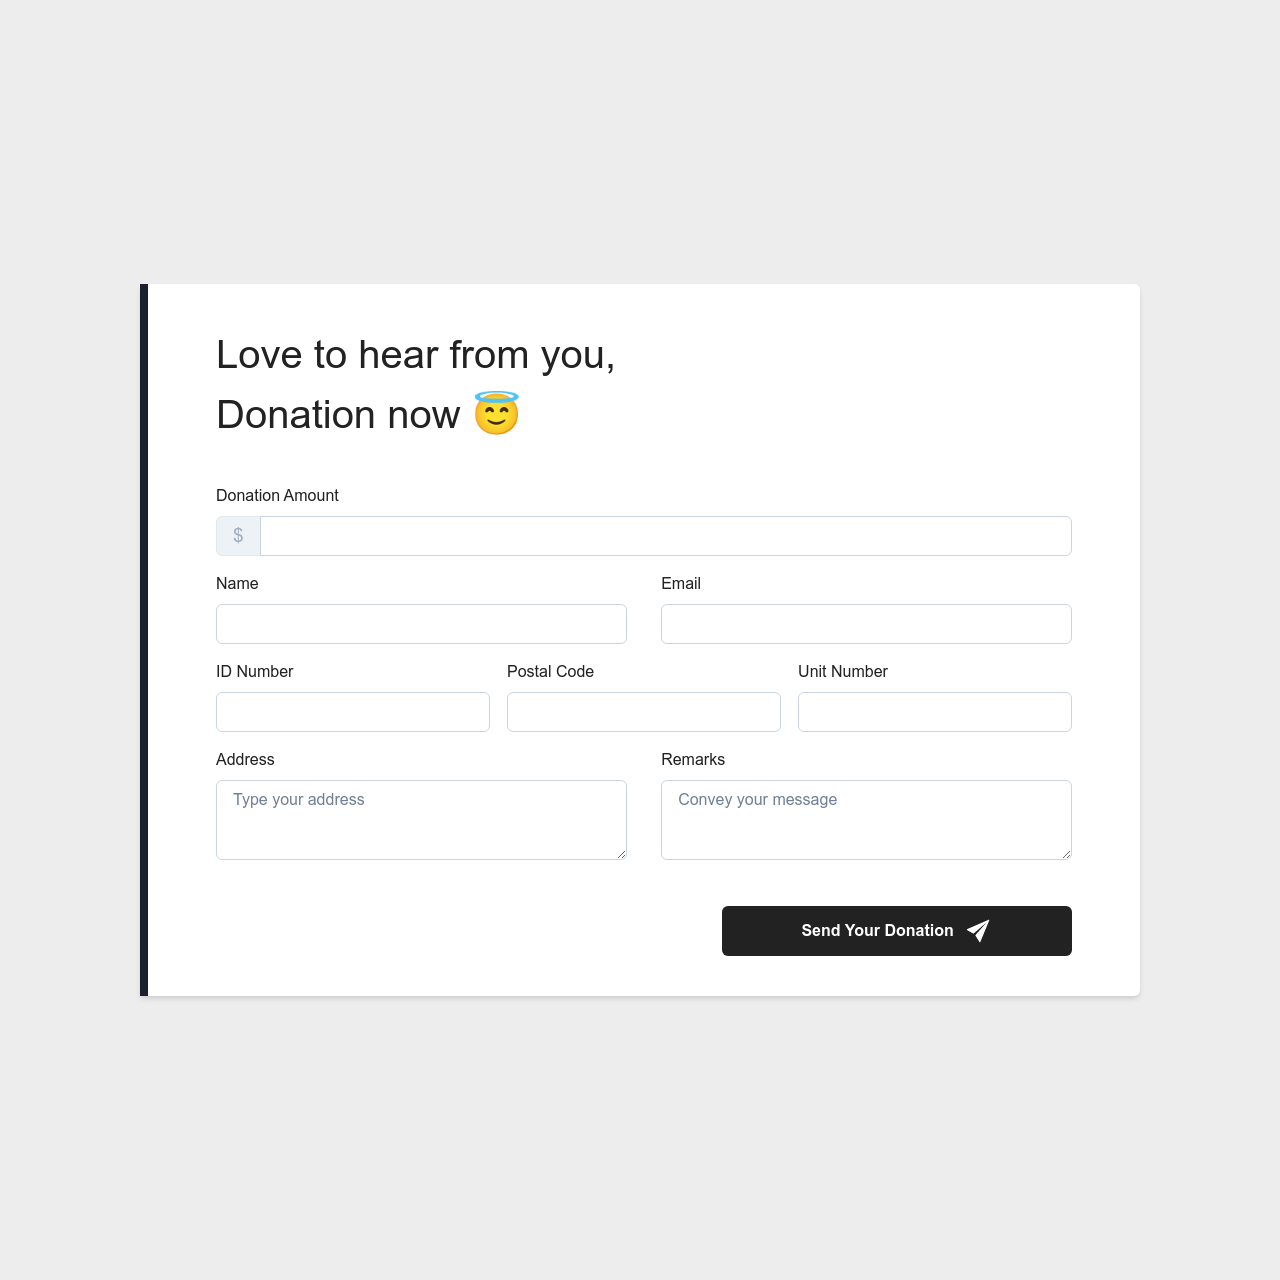 Love to hear from you,
Donation now 😇
Donation Amount
$
Name Email
ID Number Postal Code Unit Number
Address Remarks
Type your address Convey your message
Send Your Donation